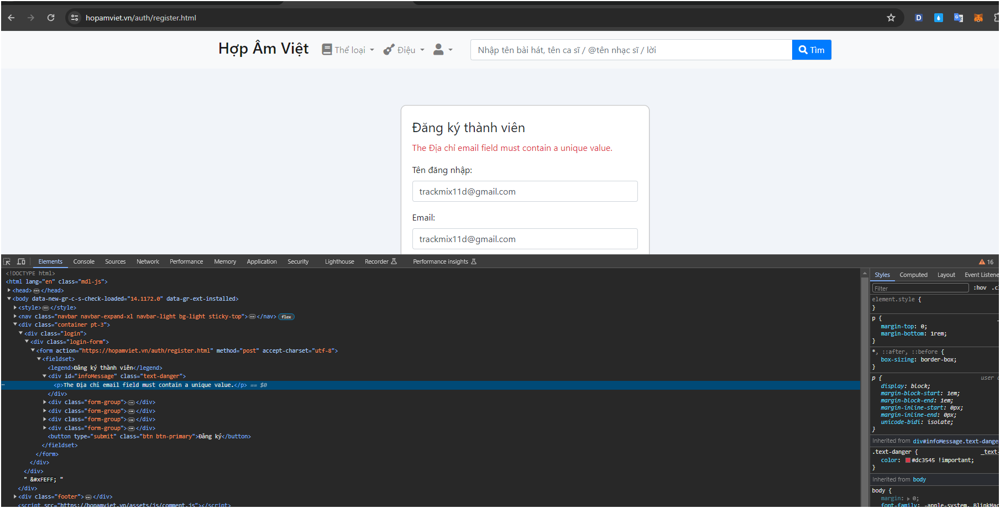 hopamviet.vn/auth/register.html
Hợp Âm Việt Thể loại Điệu Nhập tên bài hát, tên ca sĩ / @tên nhạc sĩ / lời Tìm
Đăng ký thành viên
The Địa chỉ email field must contain a unique value.
Tên đăng nhập:
trackmix11d@gmail.com
Email:
trackmix11d@gmail.com
Elements Console Sources Network Performance Memory Application Security Lighthouse Recorder Performance insights 16
<!DOCTYPE html>
<html lang="en" class="mdl-js">
<head> </head>
<body data-new-gr-c-s-check-loaded="14.1172.0" data-gr-ext-installed>
<style> </style>
<nav class="navbar navbar-expand-xl navbar-light bg-light sticky-top"> </nav> flex
<div class="container pt-3">
<div class="login">
<div class="login-form">
<form action="https://hopamviet.vn/auth/register.html" method="post" accept-charset="utf-8">
<fieldset>
<legend>Đăng ký thành viên</legend>
<div id="infoMessage" class="text-danger">
<p>The Địa chỉ email field must contain a unique value.</p> == $0
</div>
<div class="form-group"> </div>
<div class="form-group"> </div>
<div class="form-group"> </div>
<div class="form-group"> </div>
<button type="submit" class="btn btn-primary">Đăng ký</button>
</fieldset>
</form>
</div>
</div>
" &#xFEFF; "
</div>
<div class="footer"> </div>
<script src="https://hopamviet.vn/assets/js/comment.js"></script>
Styles Computed Layout Event Listene
Filter :hov .c
element.style {
}
p {
margin-top: 0;
margin-bottom: 1rem;
}
*, ::after, ::before {
box-sizing: border-box;
}
p { user
display: block;
margin-block-start: 1em;
margin-block-end: 1em;
margin-inline-start: 0px;
margin-inline-end: 0px;
unicode-bidi: isolate;
}
Inherited from div#infoMessage.text-dange
.text-danger { _text-
color: #dc3545 !important;
}
Inherited from body
body {
margin: 0;
font-family: -apple-system, BlinkMac